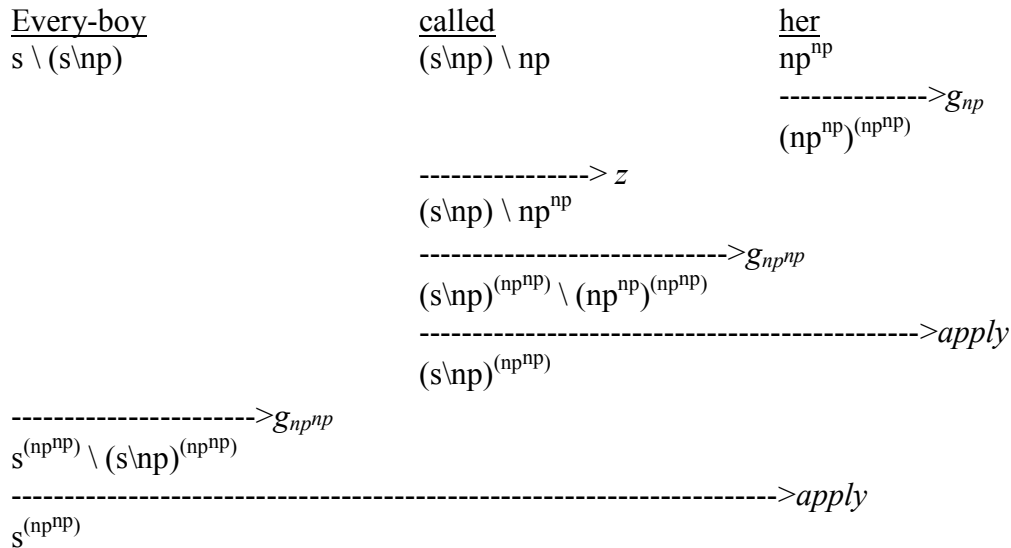 Every-boy called her
s \ (s\np) (s\np) \ np np^np
-------------->g_np
(np^np)^(np^np)
----------------> z
(s\np) \ np^np
----------------------------->g_np^np
(s\np)^(np^np) \ (np^np)^(np^np)
----------------------------------------------->apply
(s\np)^(np^np)
----------------------->g_np^np
s^(np^np) \ (s\np)^(np^np)
------------------------------------------------------------------------->apply
s^(np^np)